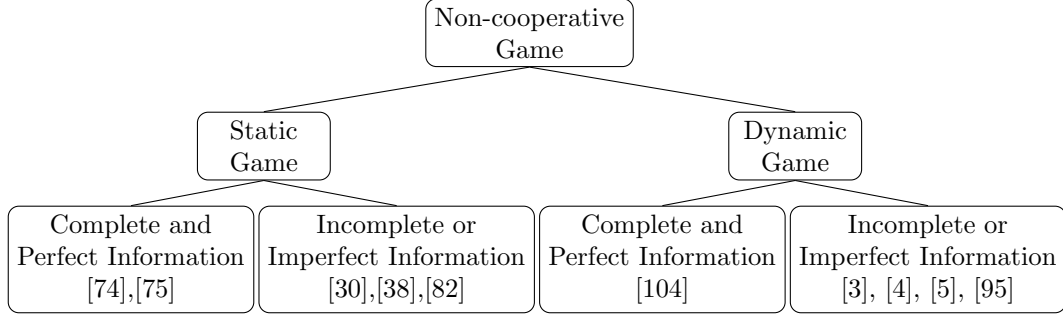 Non-cooperative
Game
Static
Game
Dynamic
Game
Complete and
Perfect Information
[74],[75]
Incomplete or
Imperfect Information
[30],[38],[82]
Complete and
Perfect Information
[104]
Incomplete or
Imperfect Information
[3], [4], [5], [95]